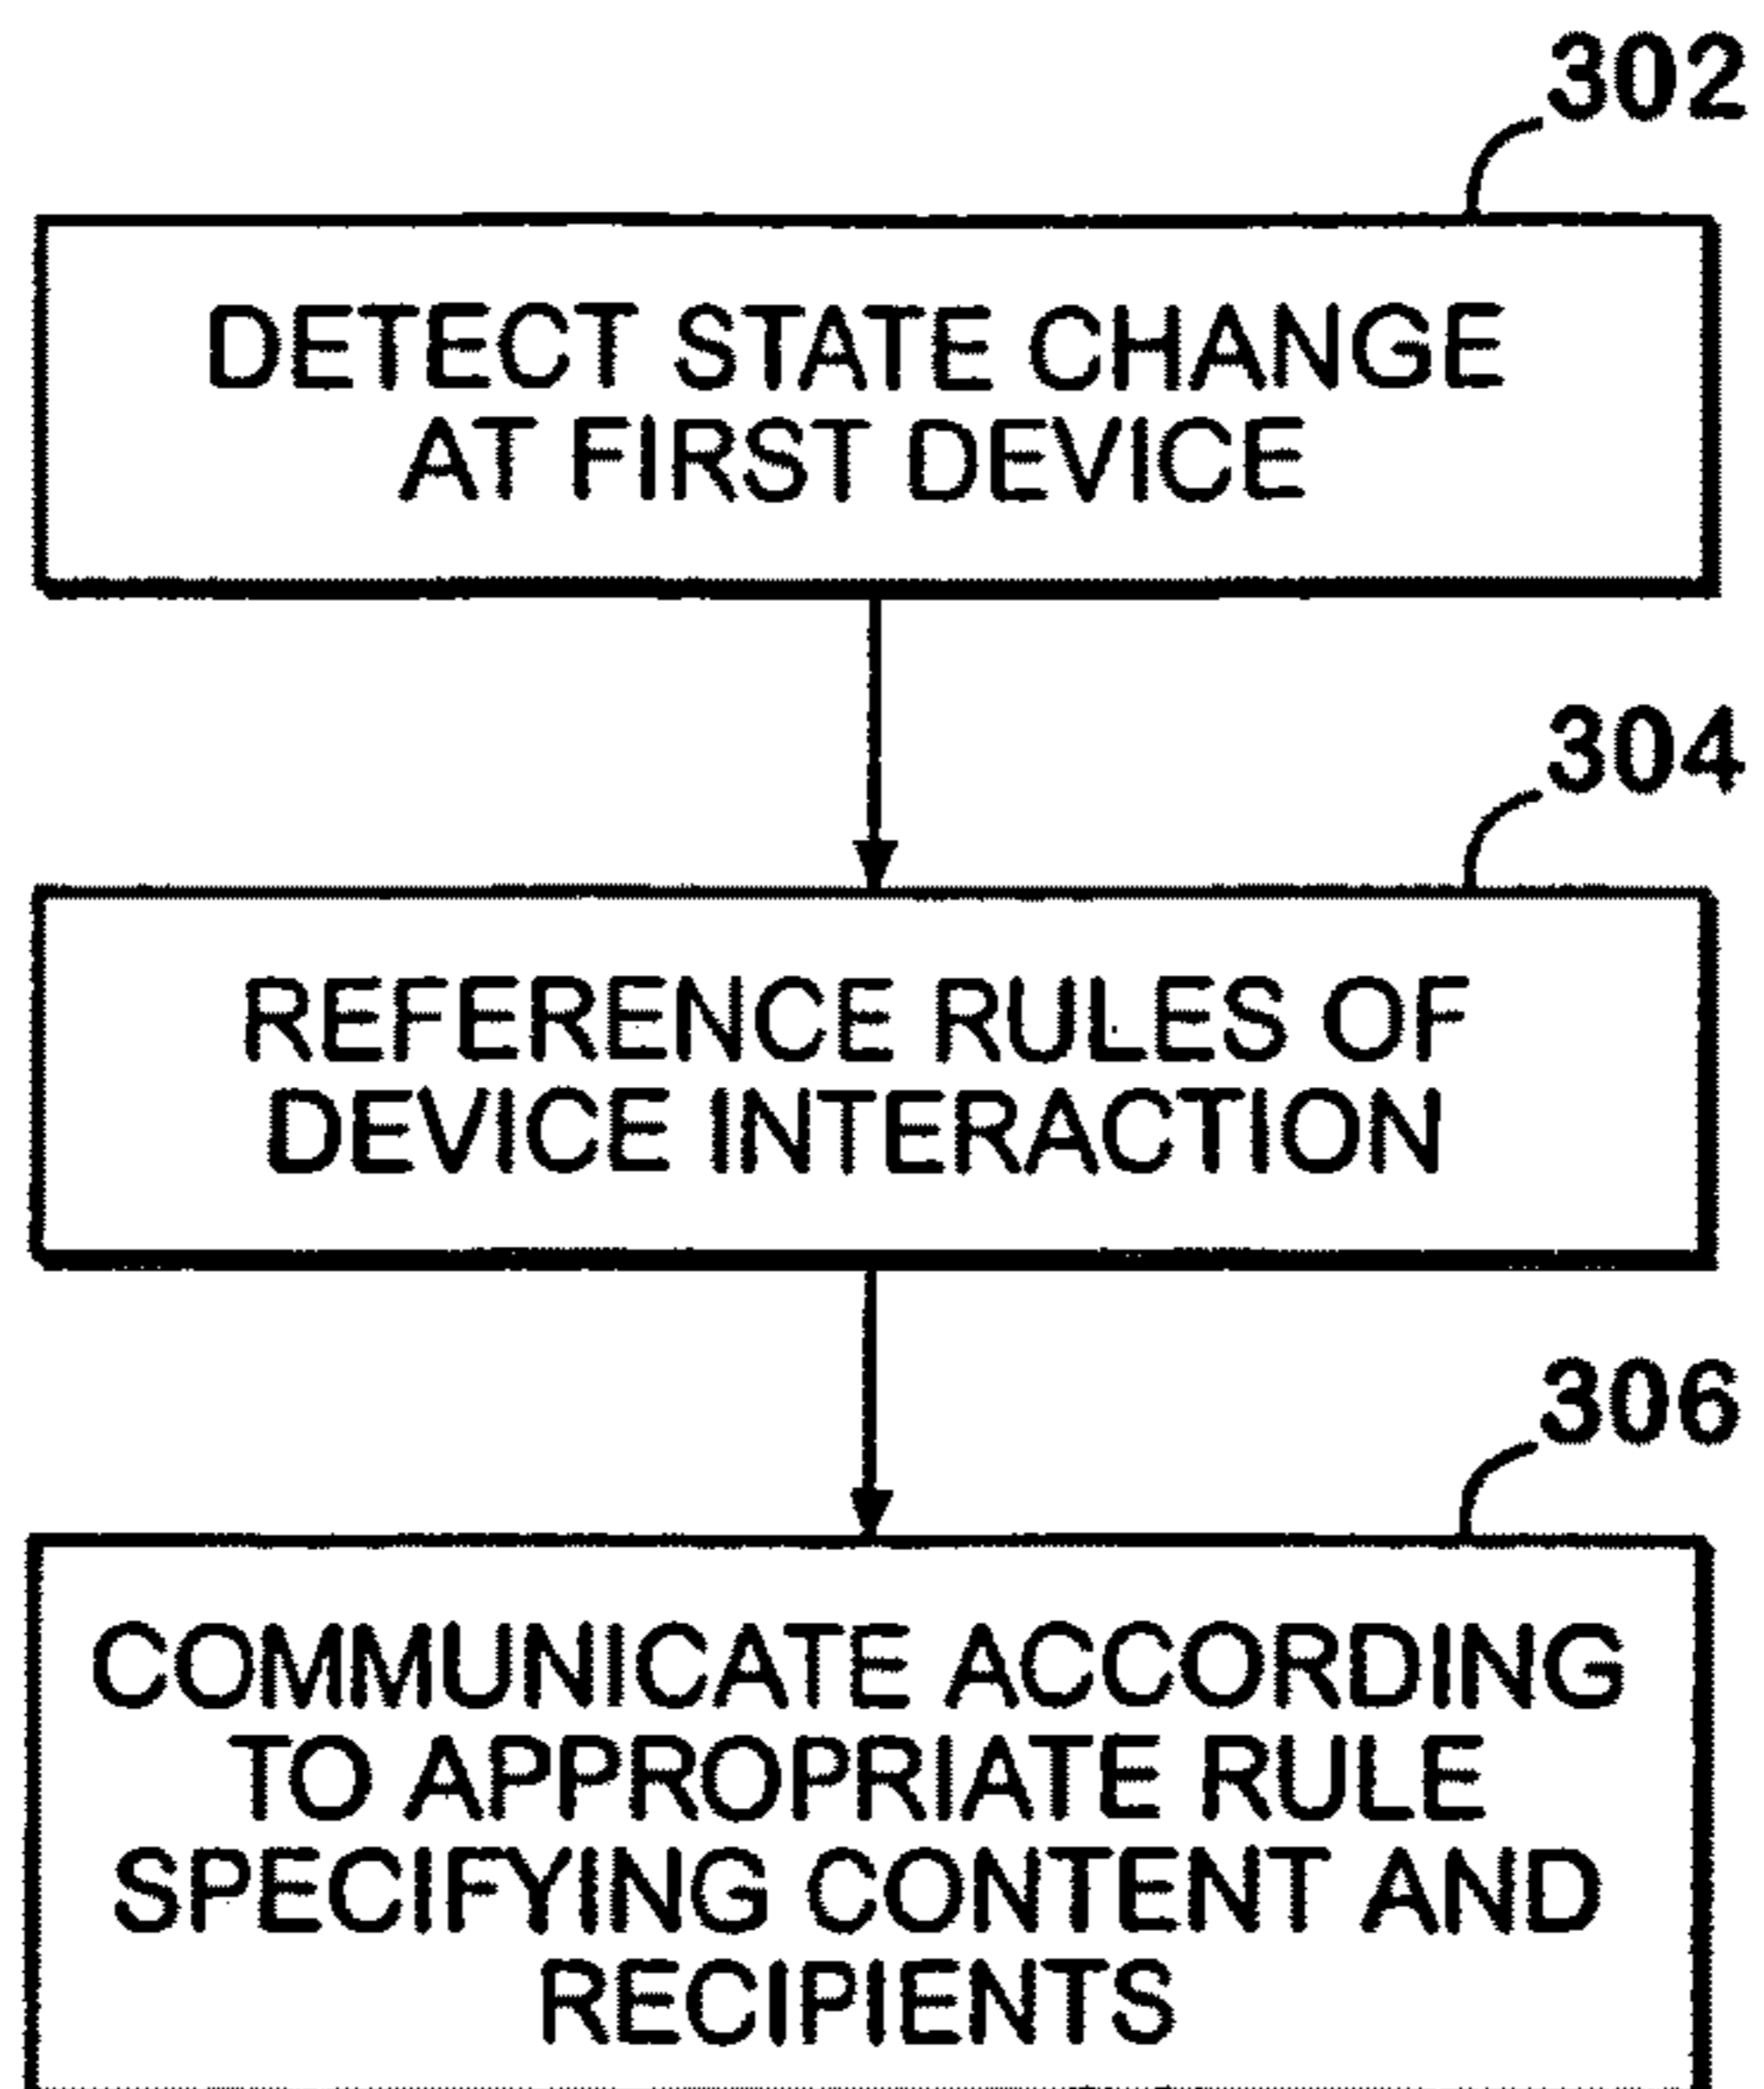 302
DETECT STATE CHANGE
AT FIRST DEVICE
304
REFERENCE RULES OF
DEVICE INTERACTION
306
COMMUNICATE ACCORDING
TO APPROPRIATE RULE
SPECIFYING CONTENT AND
RECIPIENTS